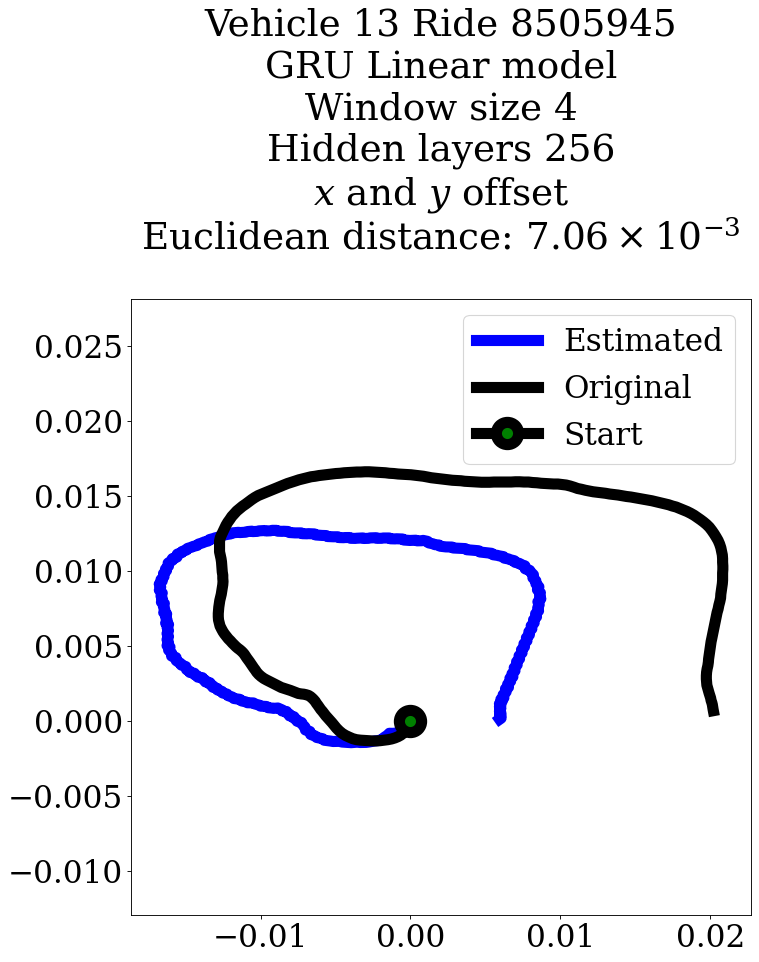 Vehicle 13 Ride 8505945
GRU Linear model
Window size 4
Hidden layers 256
x and y offset
Euclidean distance: 7.06 × 10⁻³
Estimated
Original
Start
0.025
0.020
0.015
0.010
0.005
0.000
−0.005
−0.010
−0.01 0.00 0.01 0.02